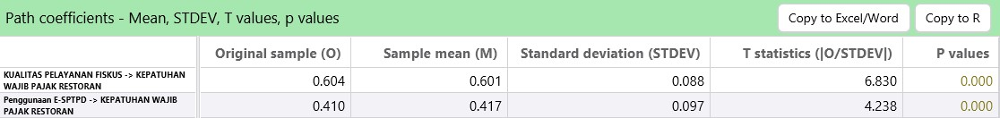 Path coefficients - Mean, STDEV, T values, p values
Copy to Excel/Word
Copy to R
Original sample (O) Sample mean (M) Standard deviation (STDEV) T statistics (|O/STDEV|) P values
KUALITAS PELAYANAN FISKUS -> KEPATUHAN
WAJIB PAJAK RESTORAN
0.604 0.601 0.088 6.830 0.000
Penggunaan E-SPTPD -> KEPATUHAN WAJIB
PAJAK RESTORAN
0.410 0.417 0.097 4.238 0.000